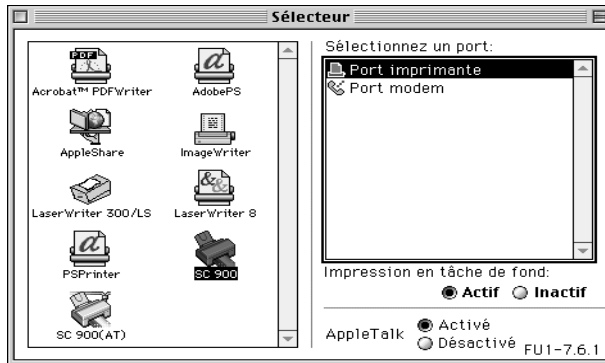 Sélecteur
Sélectionnez un port:
PDF
Acrobat™ PDFWriter
AdobePS
AppleShare
ImageWriter
LaserWriter 300/LS
LaserWriter 8
PSPrinter
SC 900
SC 900(AT)
Port imprimante
Port modem
Impression en tâche de fond:
Actif Inactif
AppleTalk
Activé
Désactivé
FU1-7.6.1